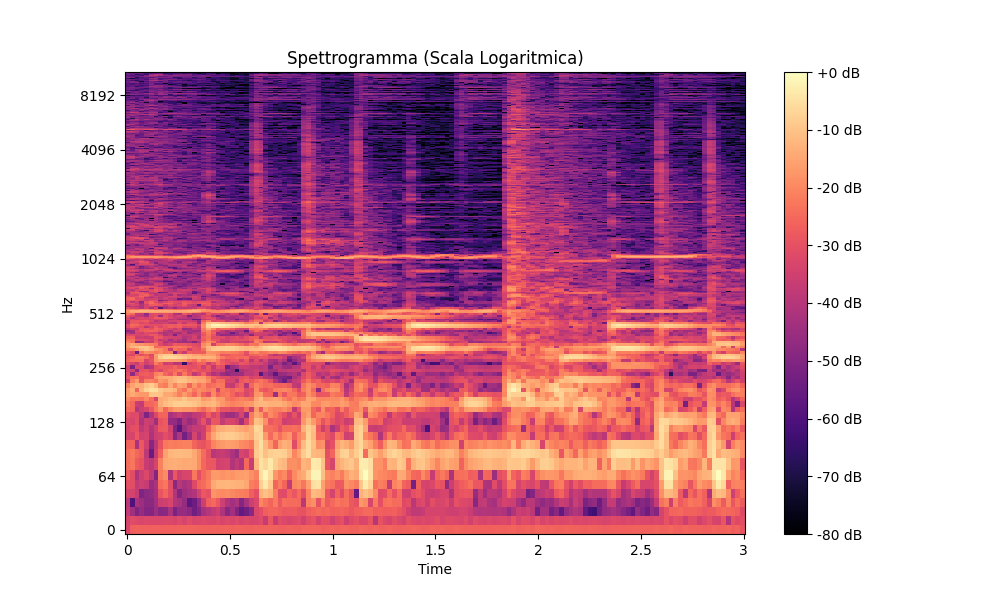 Spettrogramma (Scala Logaritmica)
Hz
8192
4096
2048
1024
512
256
128
64
0
0 0.5 1 1.5 2 2.5 3
Time
+0 dB
-10 dB
-20 dB
-30 dB
-40 dB
-50 dB
-60 dB
-70 dB
-80 dB